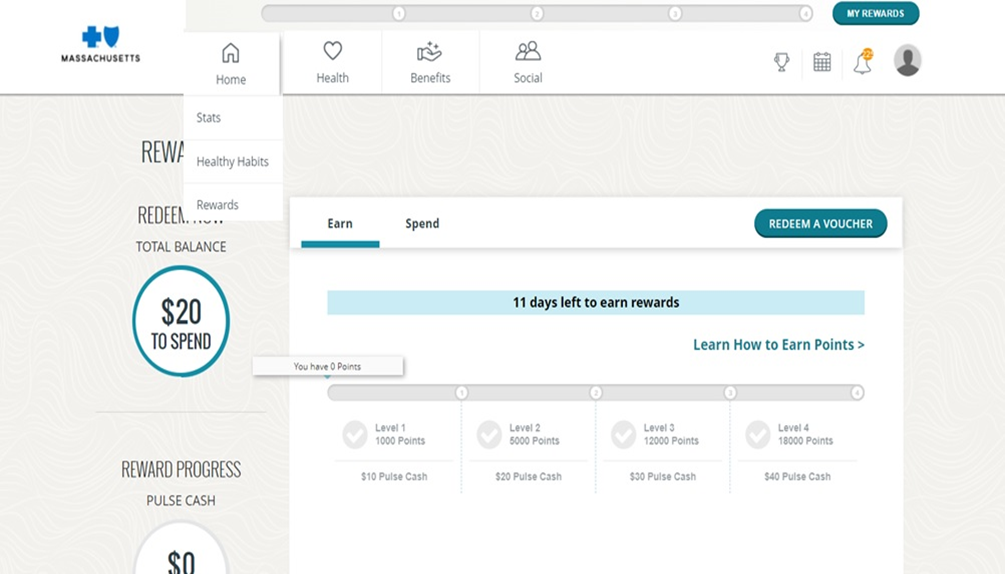 1 2 3 4
MY REWARDS
MASSACHUSETTS
Home
Health
Benefits
Social
Stats
Healthy Habits
Rewards
REWA
REDEEM NOW
TOTAL BALANCE
$20
TO SPEND
REWARD PROGRESS
PULSE CASH
$0
Earn
Spend
REDEEM A VOUCHER
11 days left to earn rewards
Learn How to Earn Points >
You have 0 Points
1 2 3 4
Level 1
1000 Points
$10 Pulse Cash
Level 2
5000 Points
$20 Pulse Cash
Level 3
12000 Points
$30 Pulse Cash
Level 4
18000 Points
$40 Pulse Cash